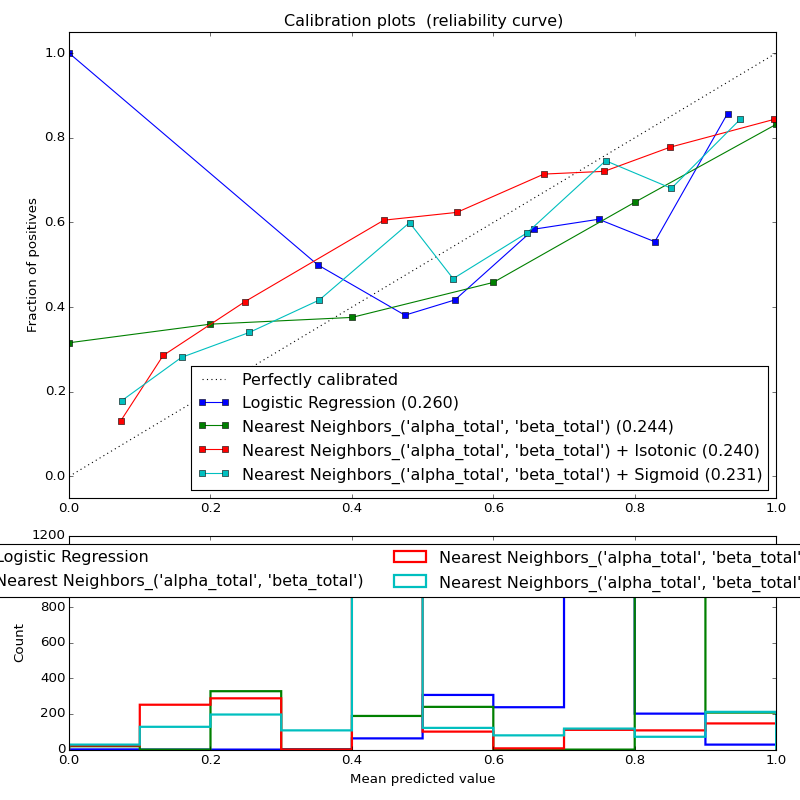 Calibration plots  (reliability curve)
1.0
0.8
0.6
0.4
0.2
0.0
Fraction of positives
Perfectly calibrated
Logistic Regression (0.260)
Nearest Neighbors_('alpha_total', 'beta_total') (0.244)
Nearest Neighbors_('alpha_total', 'beta_total') + Isotonic (0.240)
Nearest Neighbors_('alpha_total', 'beta_total') + Sigmoid (0.231)
0.0 0.2 0.4 0.6 0.8 1.0
1200
Logistic Regression
Nearest Neighbors_('alpha_total', 'beta_total')
Nearest Neighbors_('alpha_total', 'beta_total'
Nearest Neighbors_('alpha_total', 'beta_total'
800
600
400
200
0
Count
0.0 0.2 0.4 0.6 0.8 1.0
Mean predicted value